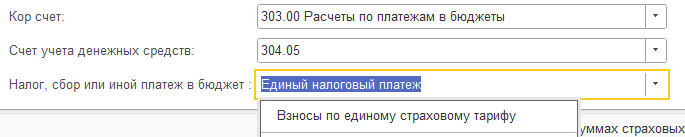 Кор счет: 303.00 Расчеты по платежам в бюджеты
Счет учета денежных средств: 304.05
Налог, сбор или иной платеж в бюджет : Единый налоговый платеж
Взносы по единому страховому тарифу
уммах страховых